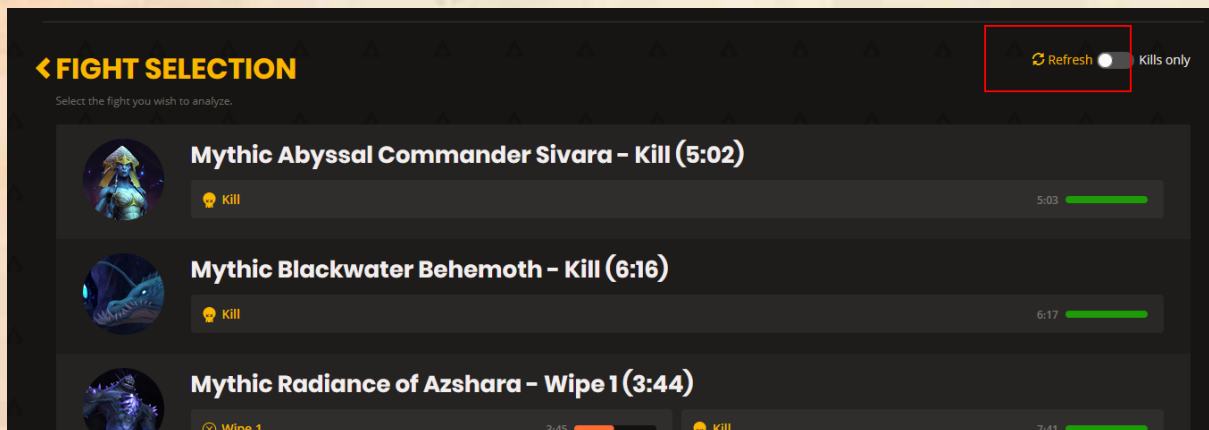 FIGHT SELECTION
Refresh Kills only
Select the fight you wish to analyze.
Mythic Abyssal Commander Sivara – Kill (5:02)
Kill 5:03
Mythic Blackwater Behemoth – Kill (6:16)
Kill 6:17
Mythic Radiance of Azshara – Wipe 1 (3:44)
Wipe 1 3:45 Kill 7:41